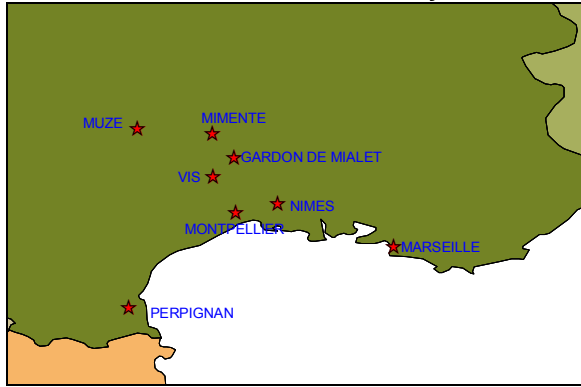 MIMENTE
MUZE
GARDON DE MIALET
VIS
NIMES
MONTPELLIER
MARSEILLE
PERPIGNAN